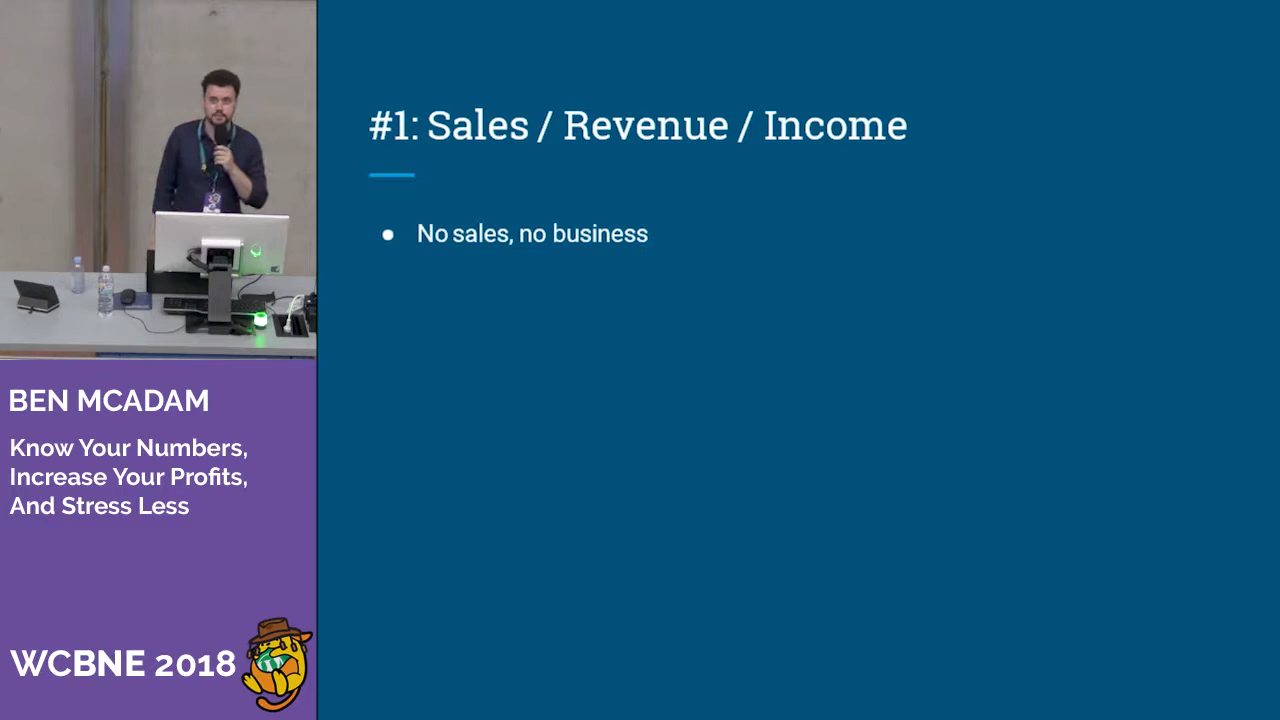 #1: Sales / Revenue / Income
● No sales, no business
BEN MCADAM
Know Your Numbers,
Increase Your Profits,
And Stress Less
WCBNE 2018